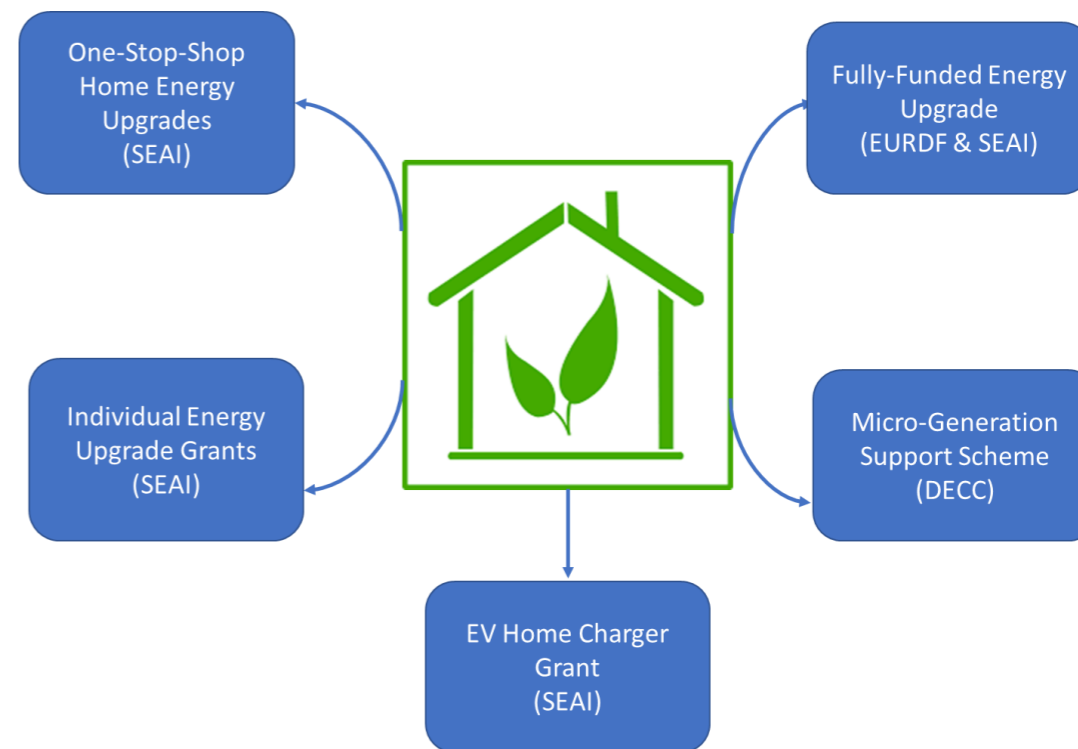 One-Stop-Shop
Home Energy
Upgrades
(SEAI)
Fully-Funded Energy
Upgrade
(EURDF & SEAI)
Individual Energy
Upgrade Grants
(SEAI)
Micro-Generation
Support Scheme
(DECC)
EV Home Charger
Grant
(SEAI)